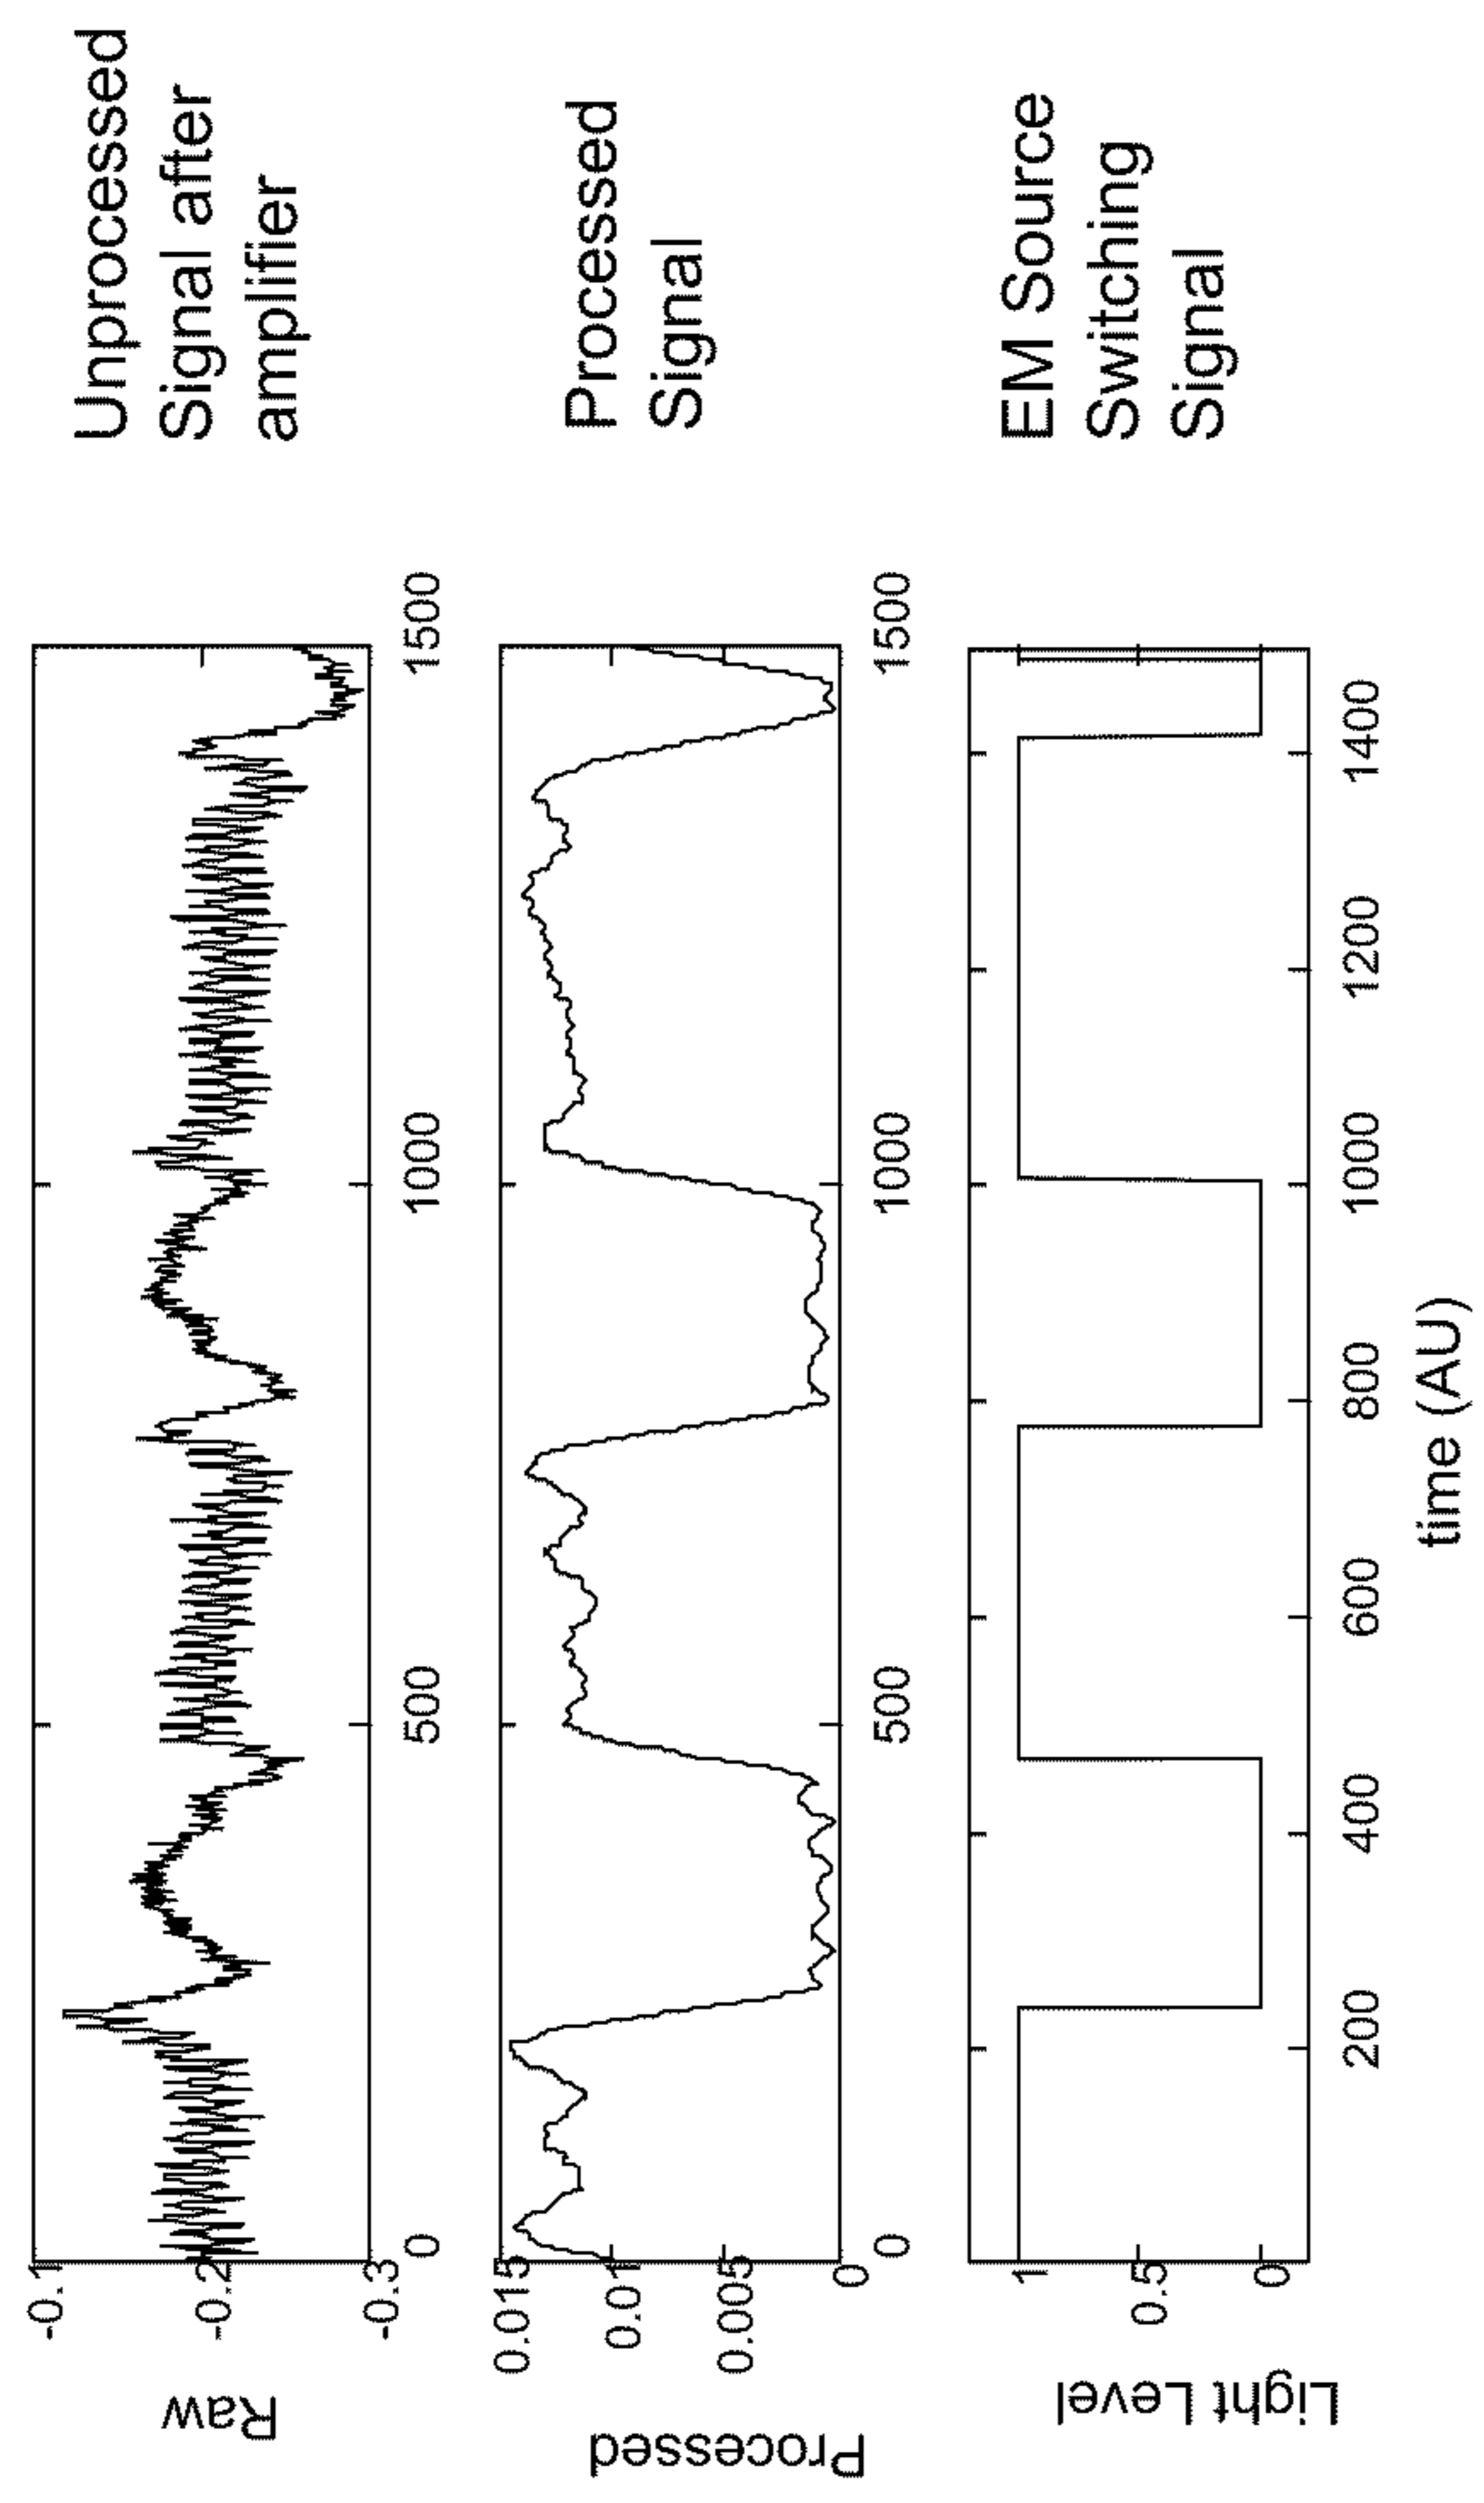 Raw
-0.1
-0.2
-0.3
0
500
1000
1500
Unprocessed
Signal after
amplifier
Processed
0.015
0.01
0.005
0
0
500
1000
1500
Processed
Signal
Light Level
1
0.5
0
200
400
600
800
1000
1200
1400
time (AU)
EM Source
Switching
Signal